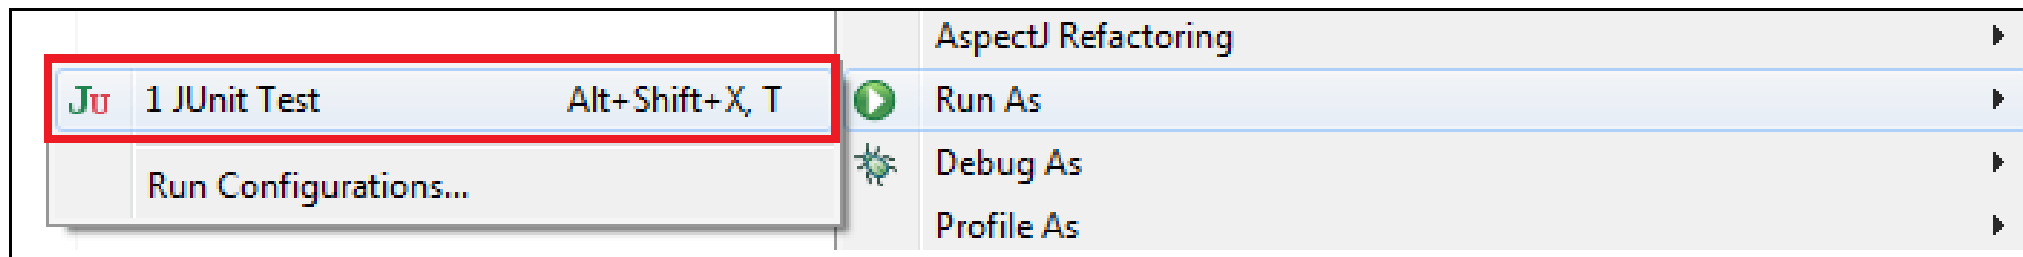 AspectJ Refactoring
JU 1 JUnit Test Alt+Shift+X, T
Run As
Run Configurations...
Debug As
Profile As